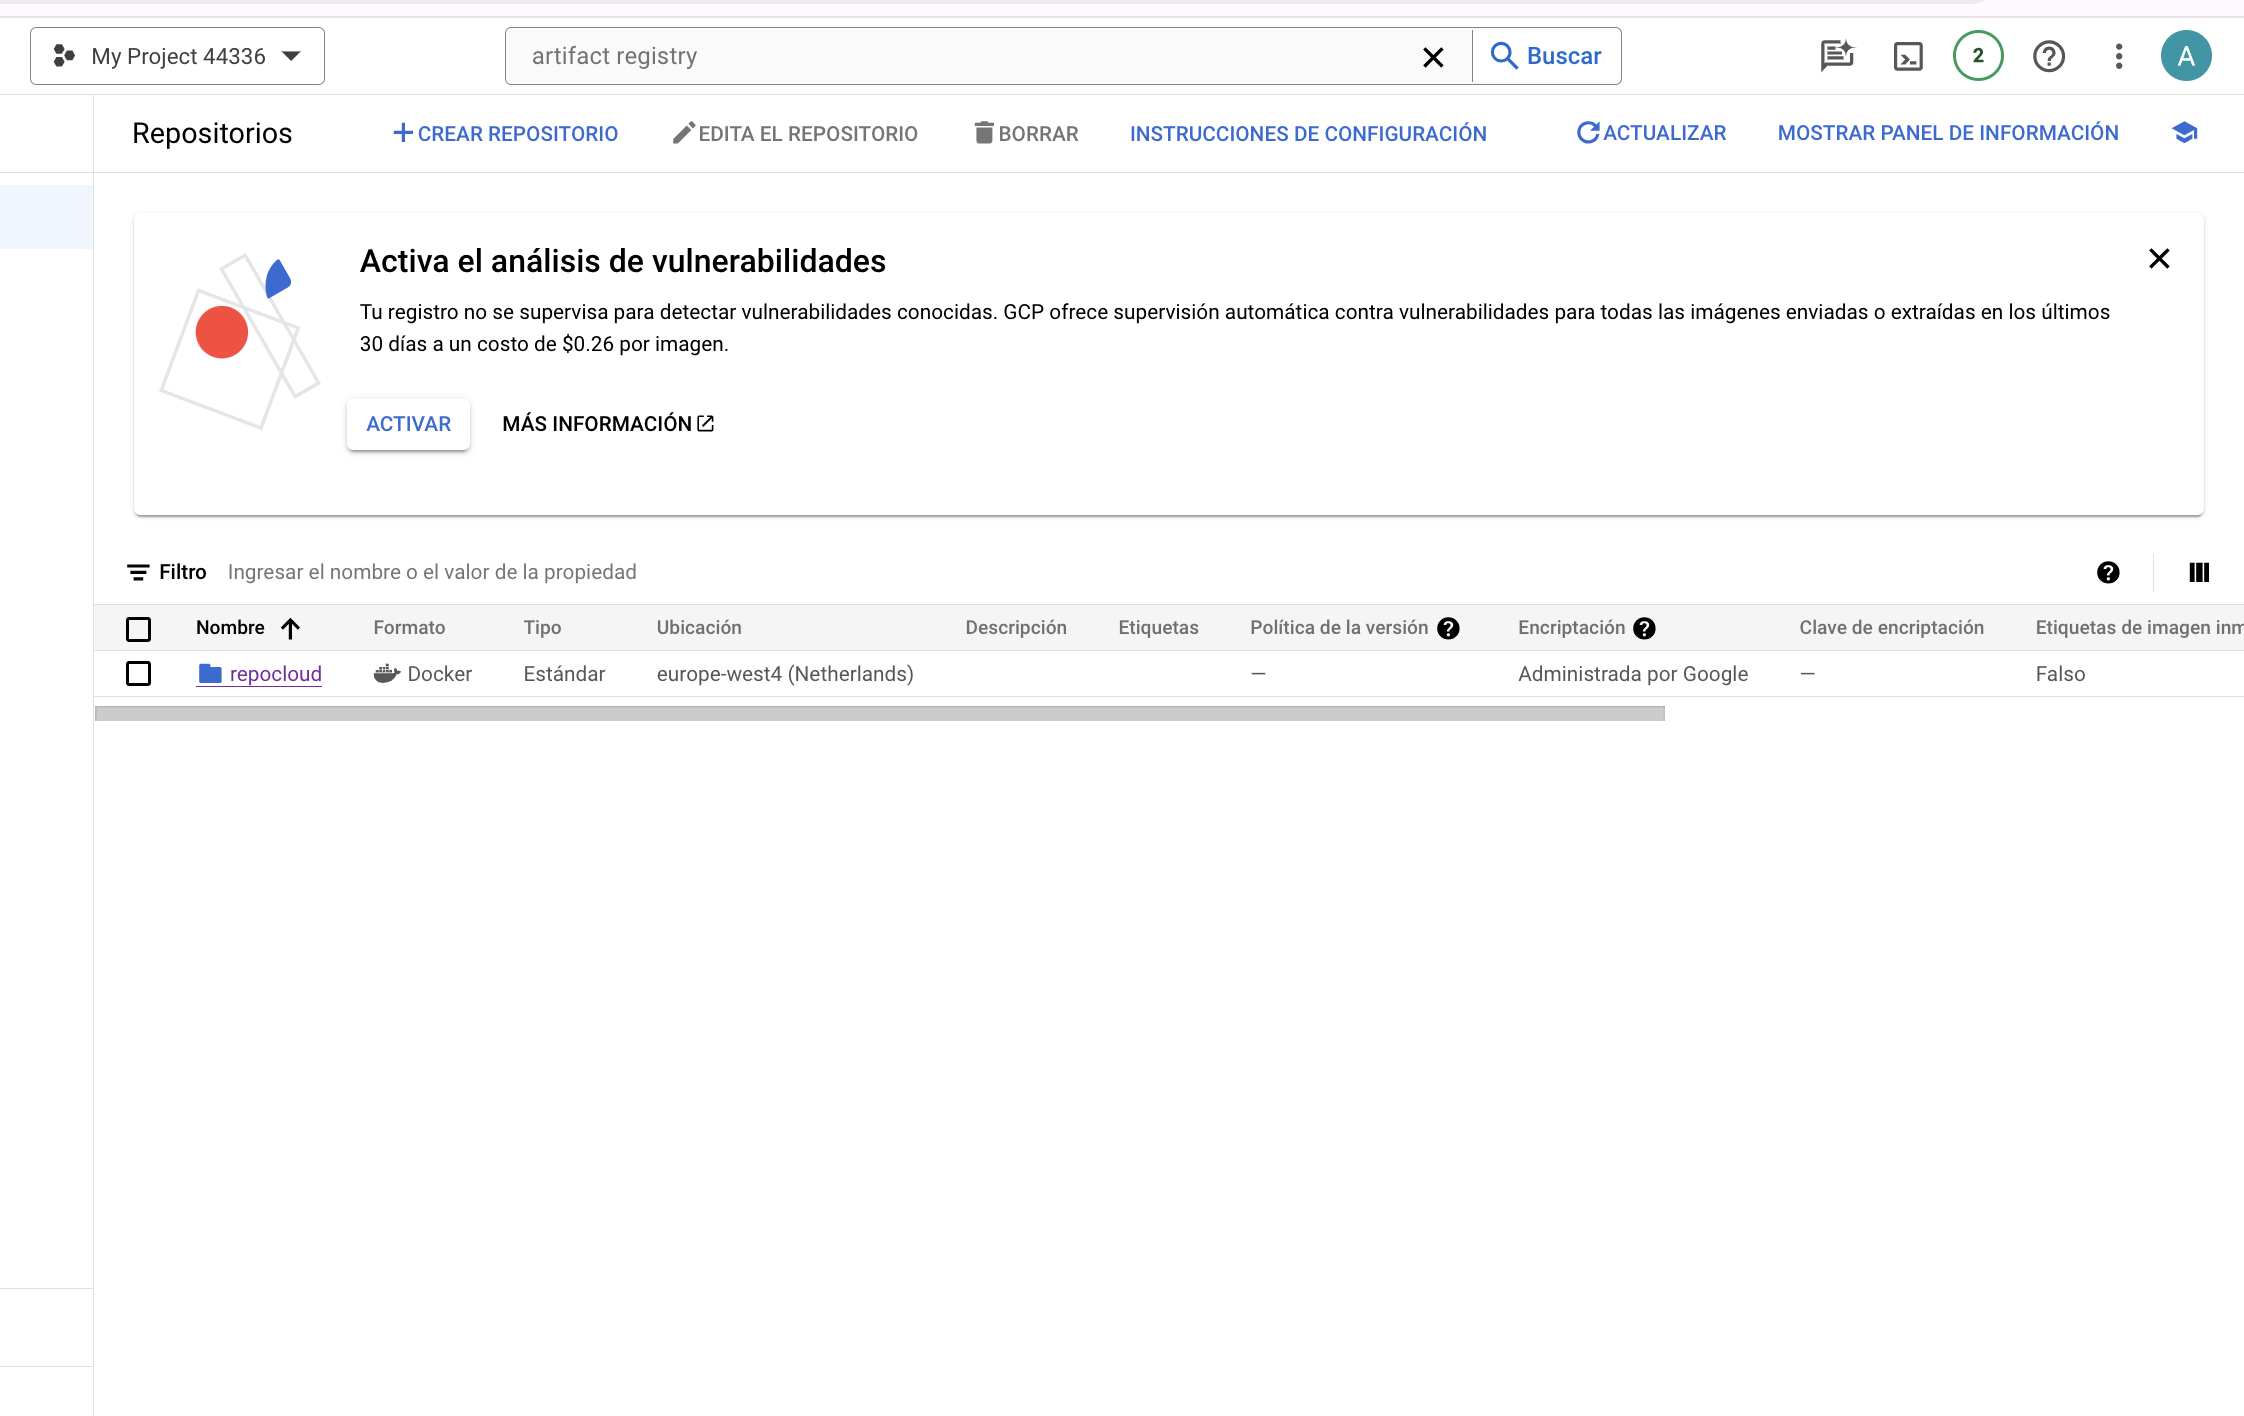 My Project 44336
artifact registry
Buscar
2
A
Repositorios
CREAR REPOSITORIO
EDITA EL REPOSITORIO
BORRAR
INSTRUCCIONES DE CONFIGURACIÓN
ACTUALIZAR
MOSTRAR PANEL DE INFORMACIÓN
Activa el análisis de vulnerabilidades
Tu registro no se supervisa para detectar vulnerabilidades conocidas. GCP ofrece supervisión automática contra vulnerabilidades para todas las imágenes enviadas o extraídas en los últimos
30 días a un costo de $0.26 por imagen.
ACTIVAR
MÁS INFORMACIÓN
Filtro Ingresar el nombre o el valor de la propiedad
Nombre Formato Tipo Ubicación Descripción Etiquetas Política de la versión Encriptación Clave de encriptación Etiquetas de imagen inm
repocloud Docker Estándar europe-west4 (Netherlands) — Administrada por Google — Falso